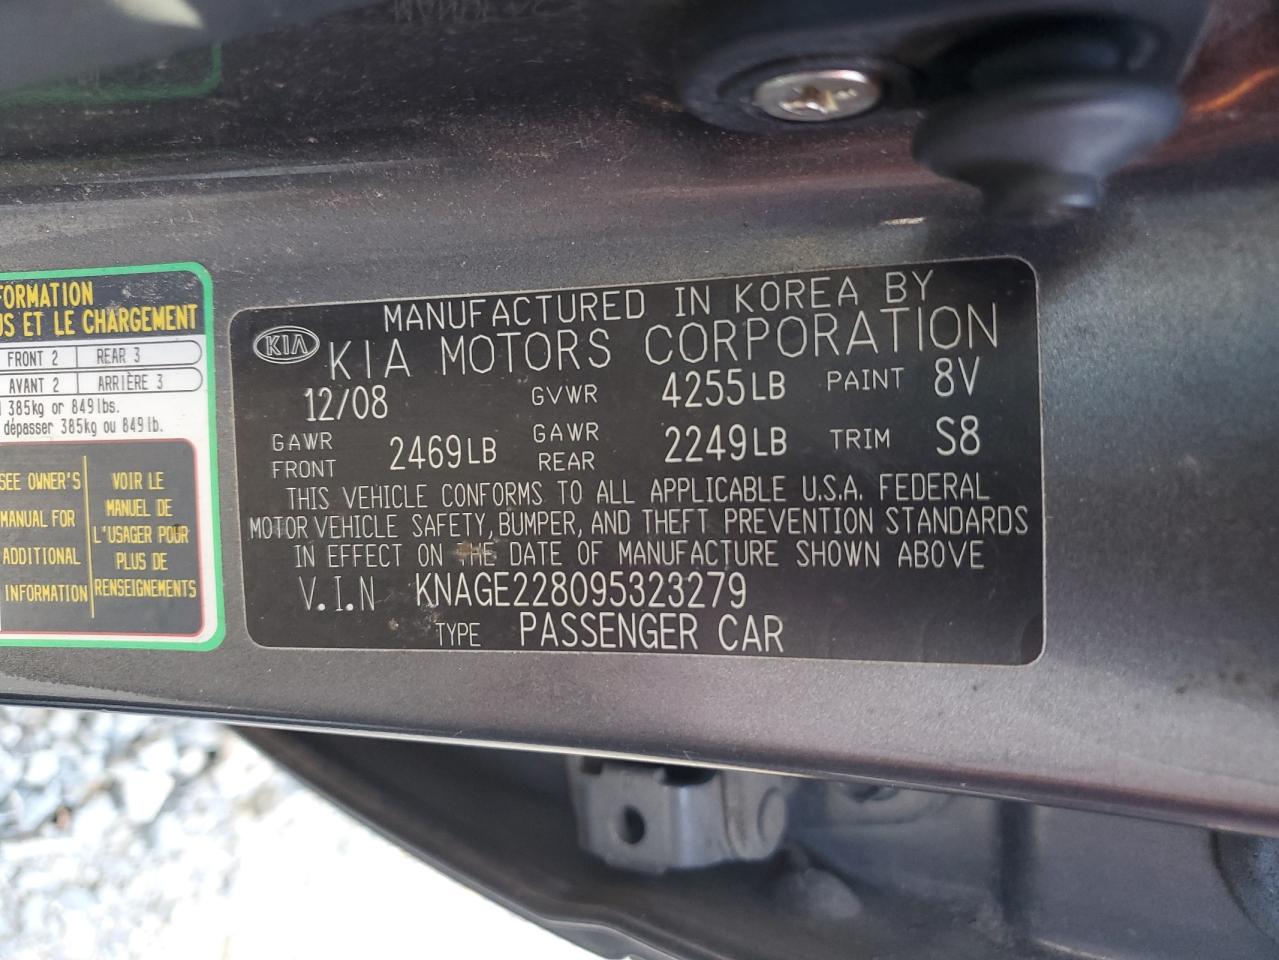 FORMATION
US ET LE CHARGEMENT
FRONT 2 REAR 3
AVANT 2 ARRIÈRE 3
385kg or 849lbs.
dépasser 385kg ou 849lb.
SEE OWNER'S
MANUAL FOR
ADDITIONAL
INFORMATION
VOIR LE
MANUEL DE
L'USAGER POUR
PLUS DE
RENSEIGNEMENTS
MANUFACTURED IN KOREA BY
KIA KIA MOTORS CORPORATION
12/08 GVWR 4255LB PAINT 8V
GAWR FRONT 2469LB GAWR REAR 2249LB TRIM S8
THIS VEHICLE CONFORMS TO ALL APPLICABLE U.S.A. FEDERAL
MOTOR VEHICLE SAFETY, BUMPER, AND THEFT PREVENTION STANDARDS
IN EFFECT ON THE DATE OF MANUFACTURE SHOWN ABOVE
V.I.N KNAGE228095323279
TYPE PASSENGER CAR